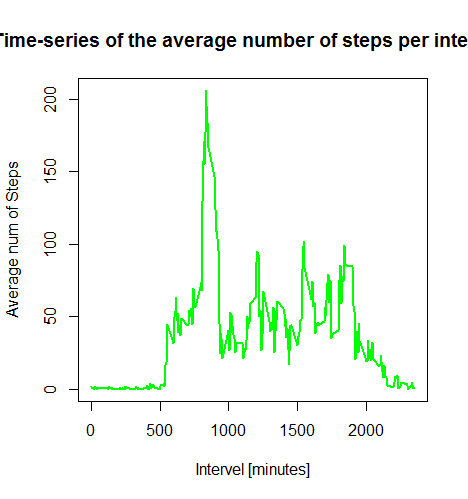 Time-series of the average number of steps per inte
Average num of Steps
200
150
100
50
0
0 500 1000 1500 2000
Intervel [minutes]